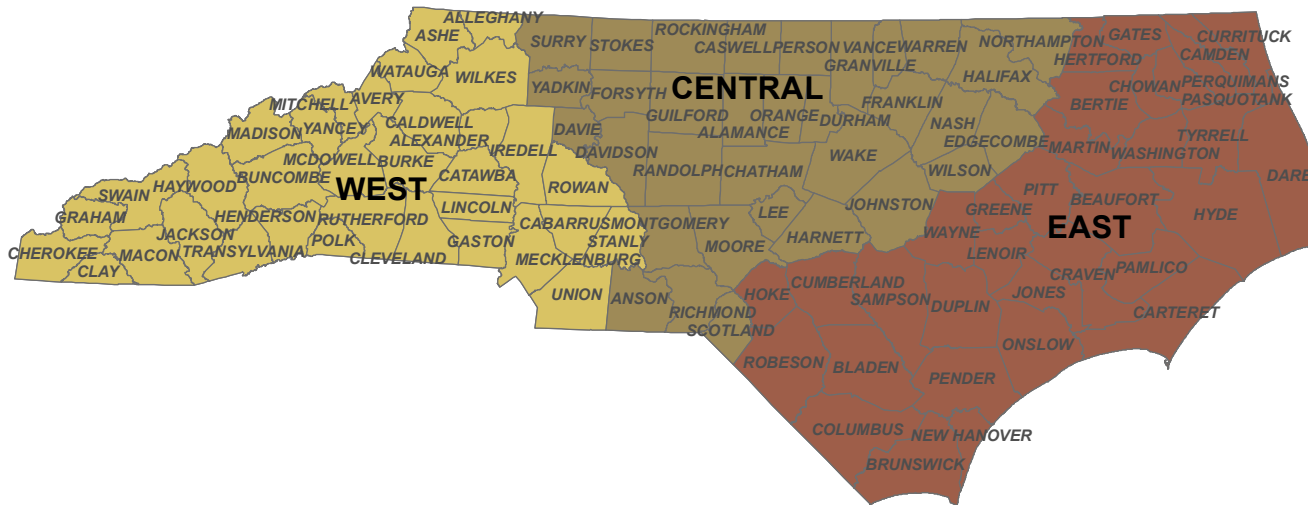 ALLEGHANY
ASHE
SURRY
STOKES
ROCKINGHAM
CASWELL
PERSON
VANCE
WARREN
GRANVILLE
NORTHAMPTON
GATES
CURRITUCK
CAMDEN
HERTFORD
WATAUGA
WILKES
YADKIN
FORSYTH
CENTRAL
HALIFAX
CHOWAN
PERQUIMANS
PASQUOTANK
BERTIE
MITCHELL
AVERY
YANCEY
MADISON
CALDWELL
ALEXANDER
IREDELL
DAVIE
GUILFORD
ALAMANCE
ORANGE
DURHAM
FRANKLIN
NASH
EDGECOMBE
MARTIN
WASHINGTON
TYRRELL
DARE
DAVIDSON
MCDOWELL
BURKE
BUNCOMBE
HAYWOOD
SWAIN
WEST
CATAWBA
ROWAN
RANDOLPH
CHATHAM
WAKE
WILSON
PITT
BEAUFORT
HYDE
GRAHAM
JACKSON
HENDERSON
RUTHERFORD
LINCOLN
CABARRUS
MONTGOMERY
LEE
JOHNSTON
GREENE
EAST
CHEROKEE
CLAY
MACON
TRANSYLVANIA
POLK
CLEVELAND
GASTON
STANLY
MECKLENBURG
MOORE
HARNETT
WAYNE
LENOIR
CRAVEN
PAMLICO
UNION
ANSON
RICHMOND
SCOTLAND
HOKE
CUMBERLAND
SAMPSON
DUPLIN
JONES
CARTERET
ROBESON
BLADEN
PENDER
ONSLOW
COLUMBUS
NEW HANOVER
BRUNSWICK